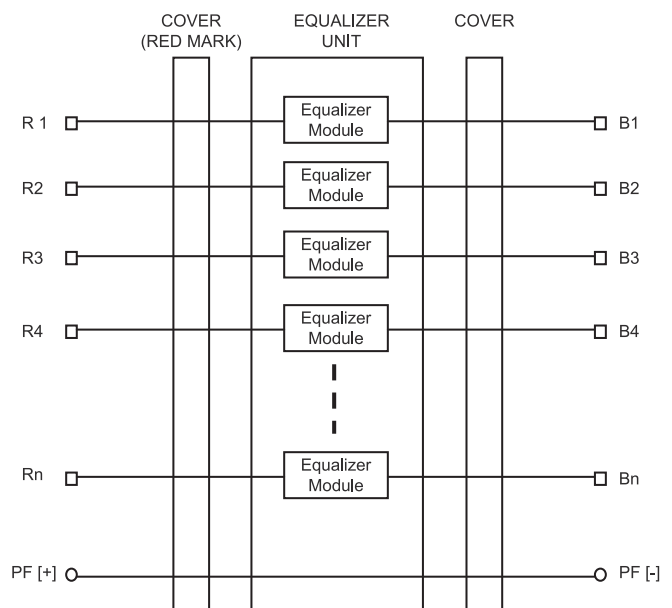 COVER
(RED MARK)
EQUALIZER
UNIT
COVER
R 1
Equalizer
Module
B1
R2
Equalizer
Module
B2
R3
Equalizer
Module
B3
R4
Equalizer
Module
B4
Rn
Equalizer
Module
Bn
PF [+]
PF [-]